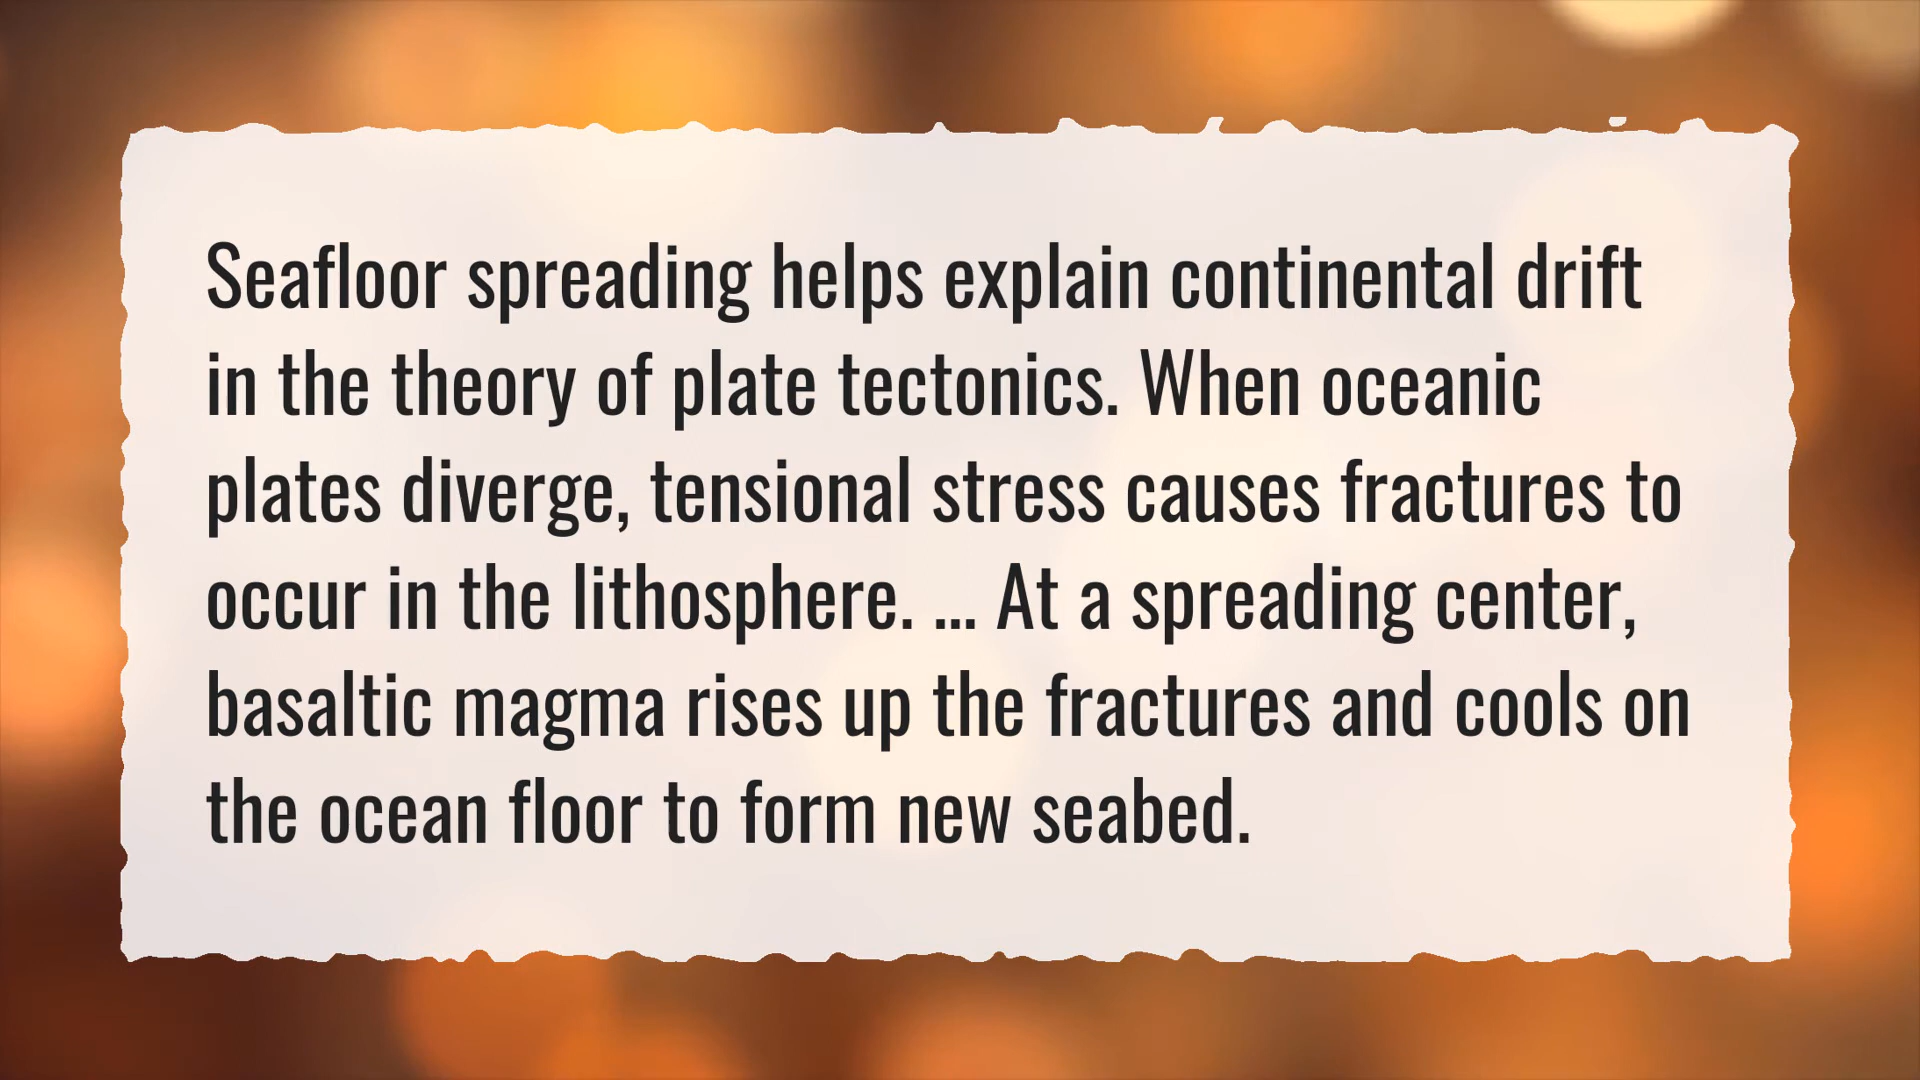 Seafloor spreading helps explain continental drift
in the theory of plate tectonics. When oceanic
plates diverge, tensional stress causes fractures to
occur in the lithosphere. ... At a spreading center,
basaltic magma rises up the fractures and cools on
the ocean floor to form new seabed.